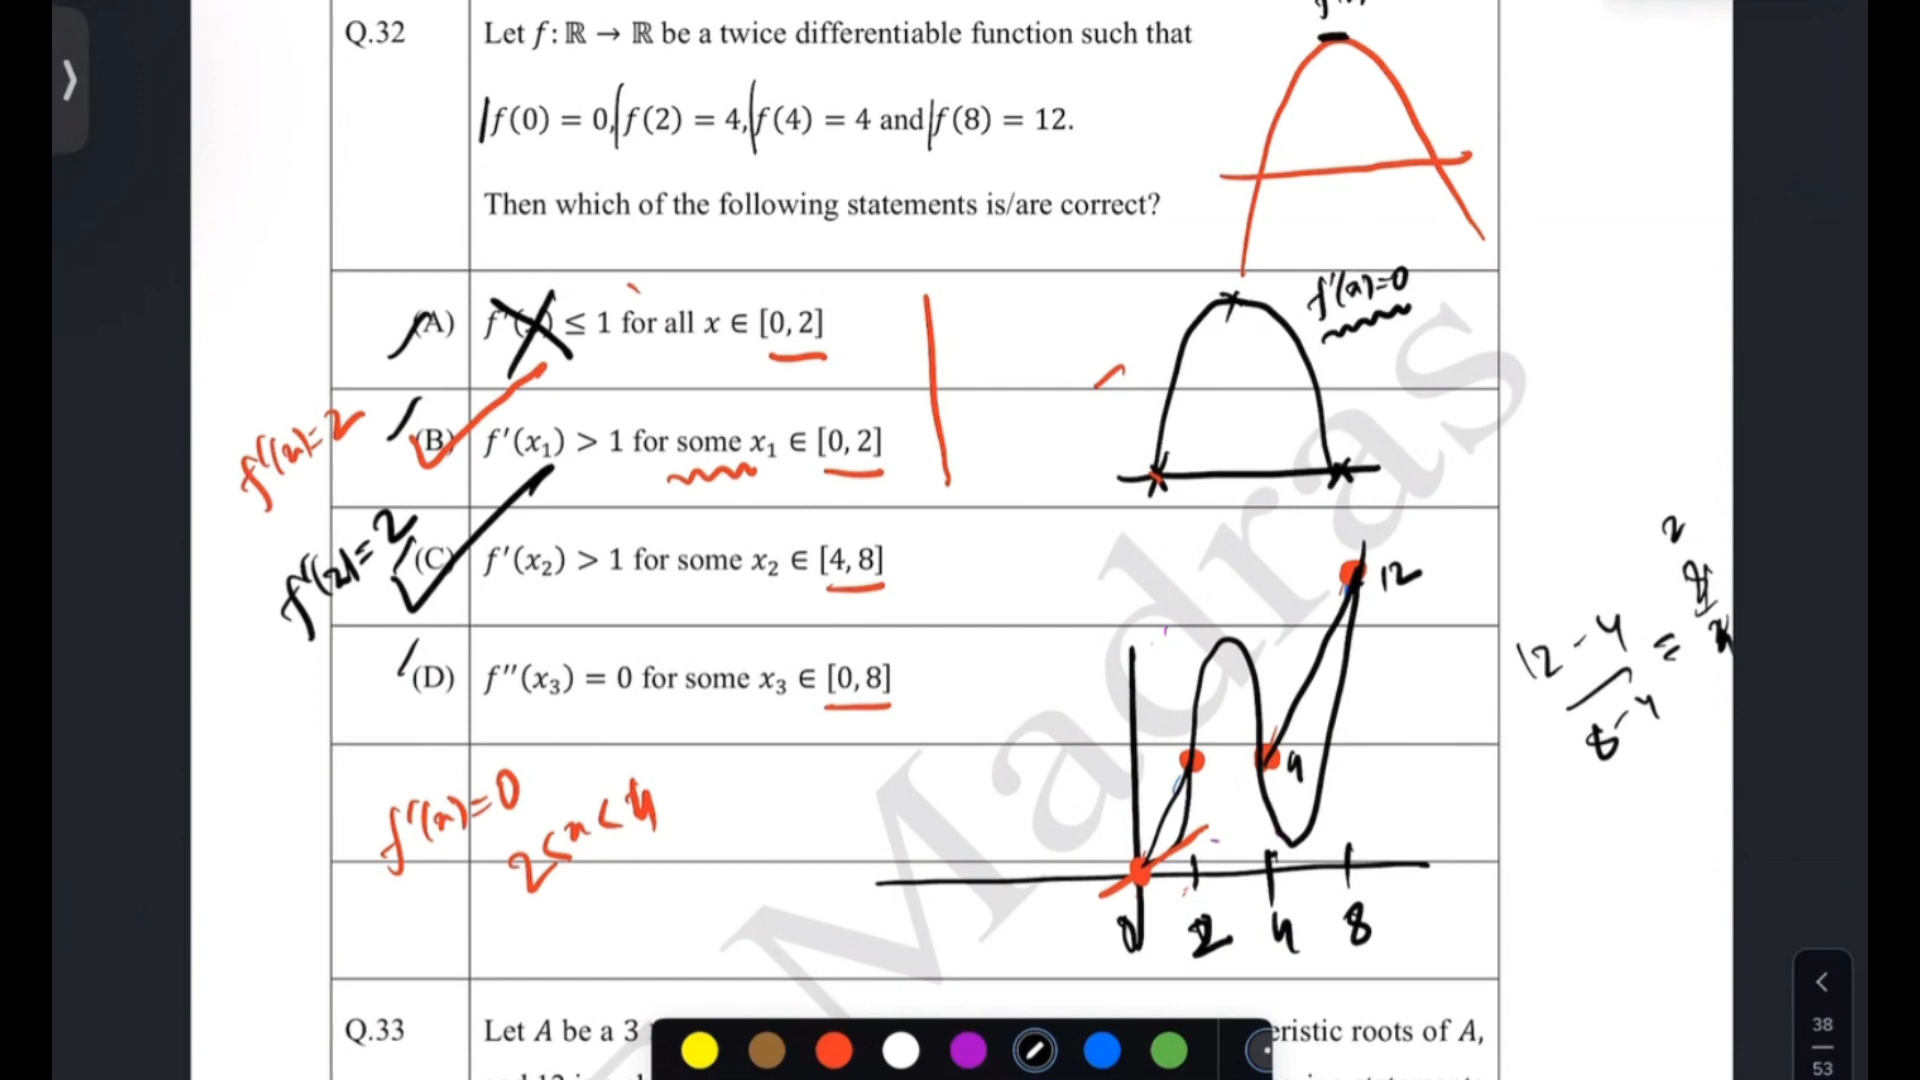 Q.32 Let f: ℝ → ℝ be a twice differentiable function such that
f(0) = 0, f(2) = 4, f(4) = 4 and f(8) = 12.
Then which of the following statements is/are correct?
f'(a)=0
(A) ≤ 1 for all x ∈ [0, 2]
(B) f'(x₁) > 1 for some x₁ ∈ [0, 2]
f'(x)=2
(C) f'(x₂) > 1 for some x₂ ∈ [4, 8]
f'(2)=2
12
(D) f''(x₃) = 0 for some x₃ ∈ [0, 8]
12-4
8-4
=
2
4
f'(x)=0
2<x<4
0 2 4 8
Madras
Q.33 Let A be a 3
eristic roots of A,
38
53